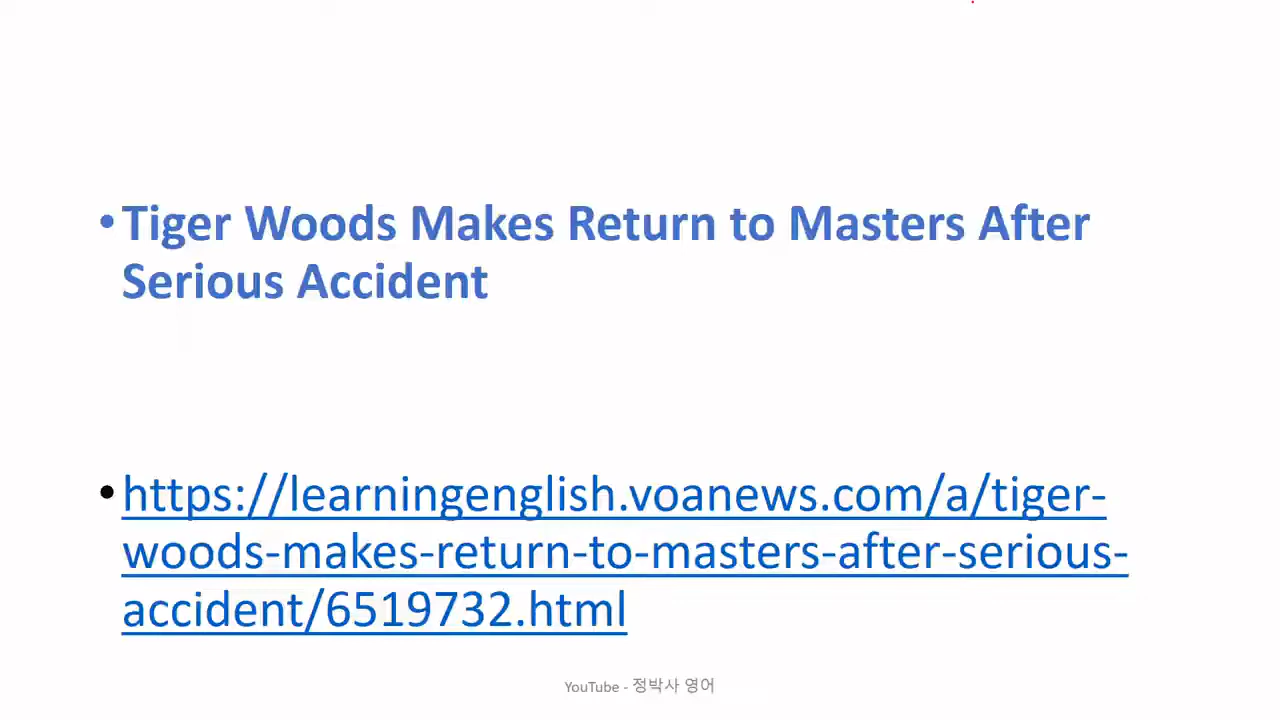 •Tiger Woods Makes Return to Masters After
Serious Accident
•https://learningenglish.voanews.com/a/tiger-
woods-makes-return-to-masters-after-serious-
accident/6519732.html
YouTube - 정박사 영어